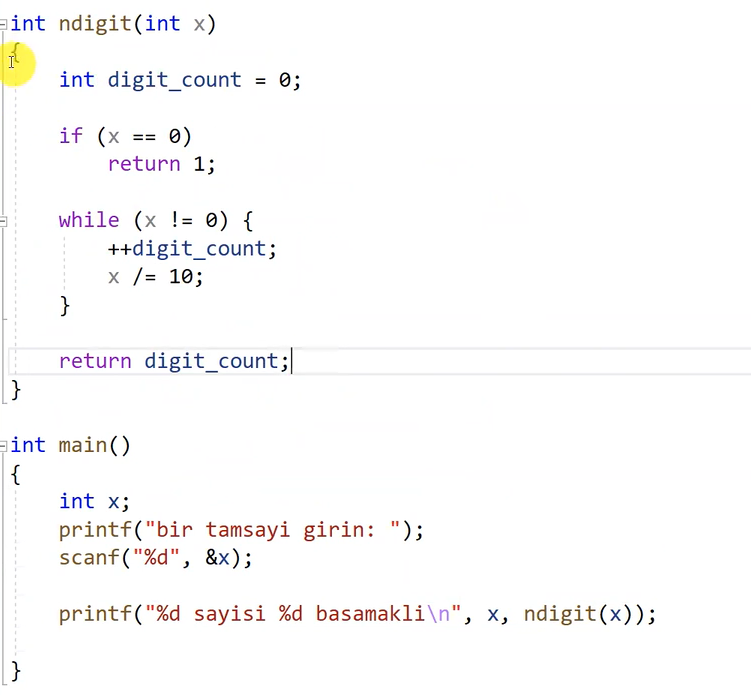 int ndigit(int x)
{
    int digit_count = 0;

    if (x == 0)
        return 1;

    while (x != 0) {
        ++digit_count;
        x /= 10;
    }

    return digit_count;
}

int main()
{
    int x;
    printf("bir tamsayi girin: ");
    scanf("%d", &x);

    printf("%d sayisi %d basamakli\n", x, ndigit(x));

}